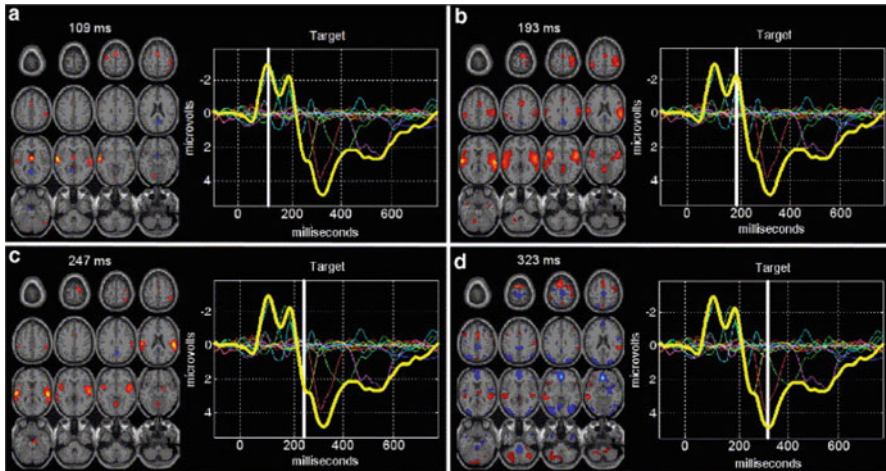 a
109 ms
Target
microvolts
-2
0
2
4
0
200
400
600
milliseconds
b
193 ms
Target
microvolts
-2
0
2
4
0
200
400
600
milliseconds
c
247 ms
Target
microvolts
-2
0
2
4
0
200
400
600
milliseconds
d
323 ms
Target
microvolts
-2
0
2
4
0
200
400
600
milliseconds